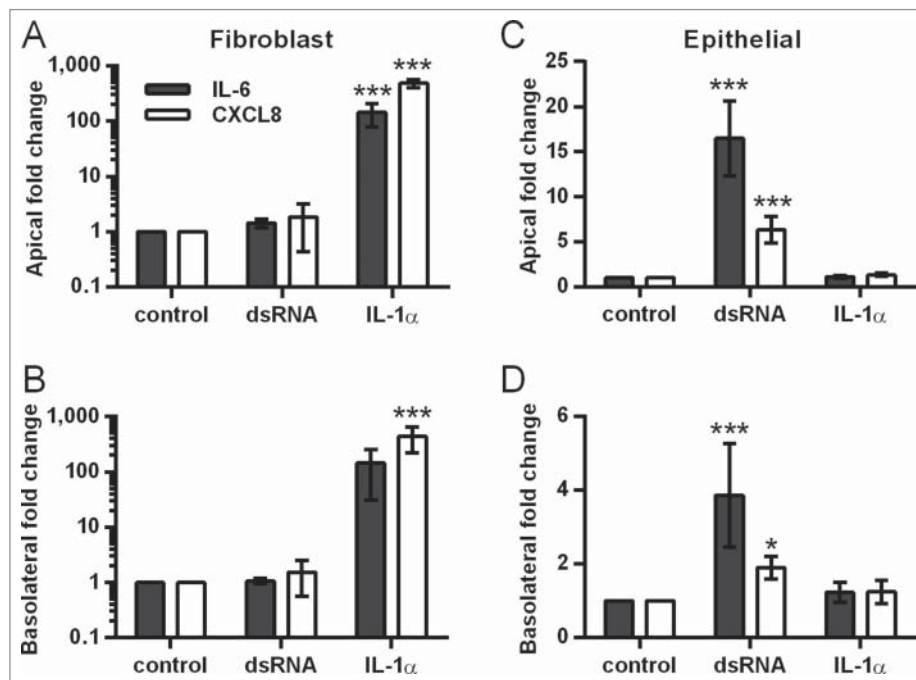 A
Fibroblast
Apical fold change
1,000
100
10
1
0.1
IL-6
CXCL8
***
***
control
dsRNA
IL-1α
C
Epithelial
Apical fold change
25
20
15
10
5
0
***
***
control
dsRNA
IL-1α
B
Basolateral fold change
1,000
100
10
1
0.1
***
control
dsRNA
IL-1α
D
Basolateral fold change
6
4
2
0
***
*
control
dsRNA
IL-1α